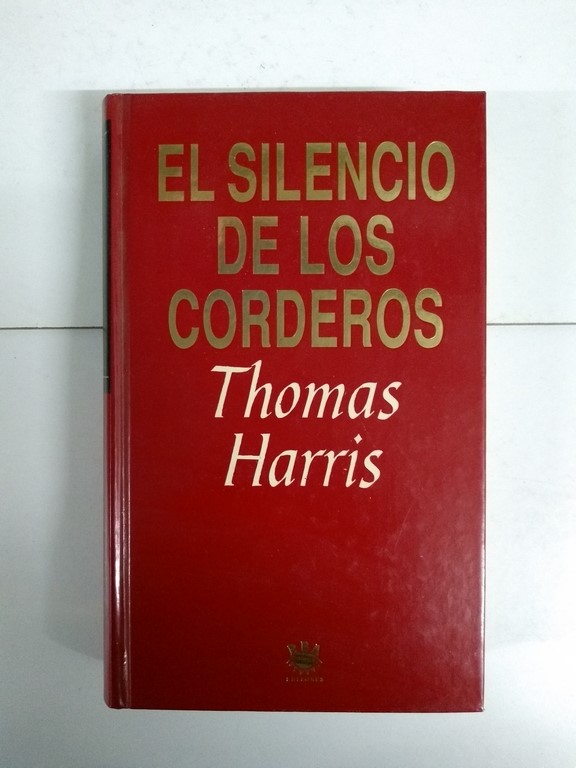 EL SILENCIO
DE LOS
CORDEROS
Thomas
Harris